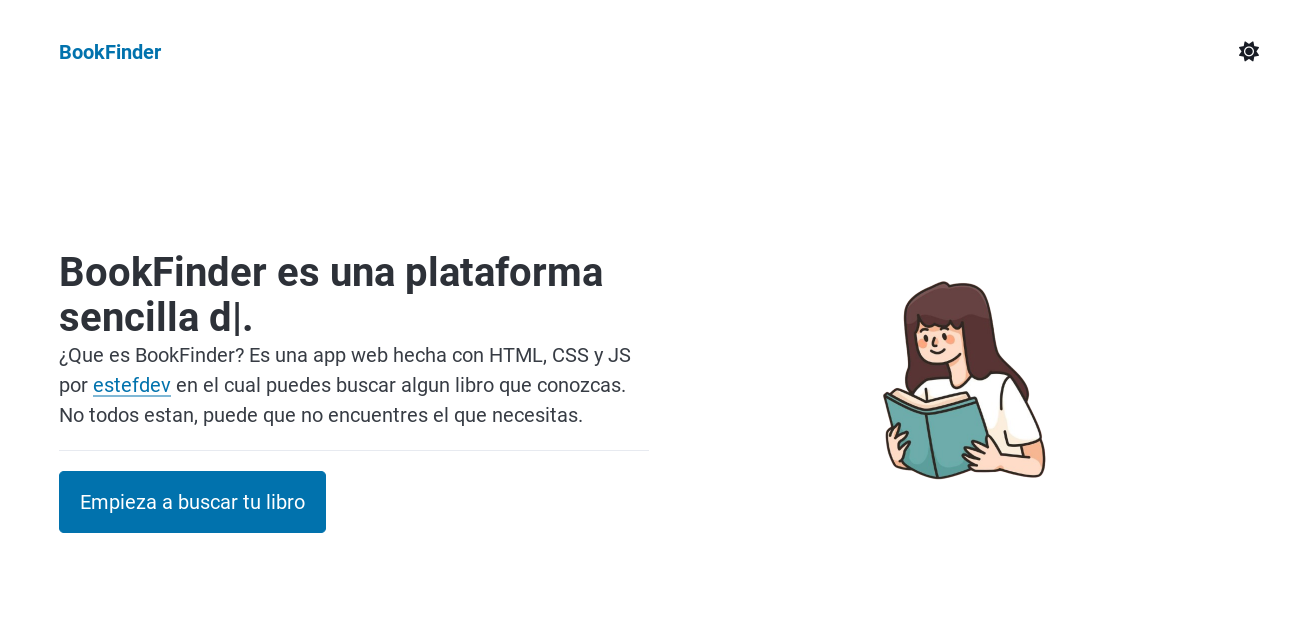 BookFinder
BookFinder es una plataforma
sencilla d|.
¿Que es BookFinder? Es una app web hecha con HTML, CSS y JS
por estefdev en el cual puedes buscar algun libro que conozcas.
No todos estan, puede que no encuentres el que necesitas.
Empieza a buscar tu libro